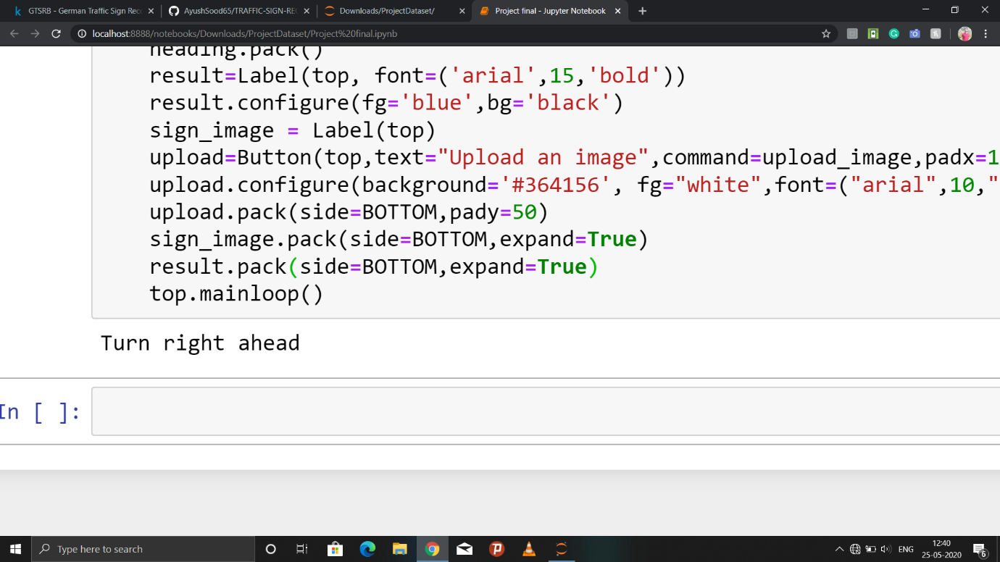 GTSRB - German Traffic Sign Rec
AyushSood65/TRAFFIC-SIGN-REC
Downloads/ProjectDataset/
Project final - Jupyter Notebook
localhost:8888/notebooks/Downloads/ProjectDataset/Project%20final.ipynb
heading.pack()
result=Label(top, font=('arial',15,'bold'))
result.configure(fg='blue',bg='black')
sign_image = Label(top)
upload=Button(top,text="Upload an image",command=upload_image,padx=1
upload.configure(background='#364156', fg="white",font=("arial",10,"
upload.pack(side=BOTTOM,pady=50)
sign_image.pack(side=BOTTOM,expand=True)
result.pack(side=BOTTOM,expand=True)
top.mainloop()
Turn right ahead
In [ ]:
Type here to search
ENG
12:40
25-05-2020
6